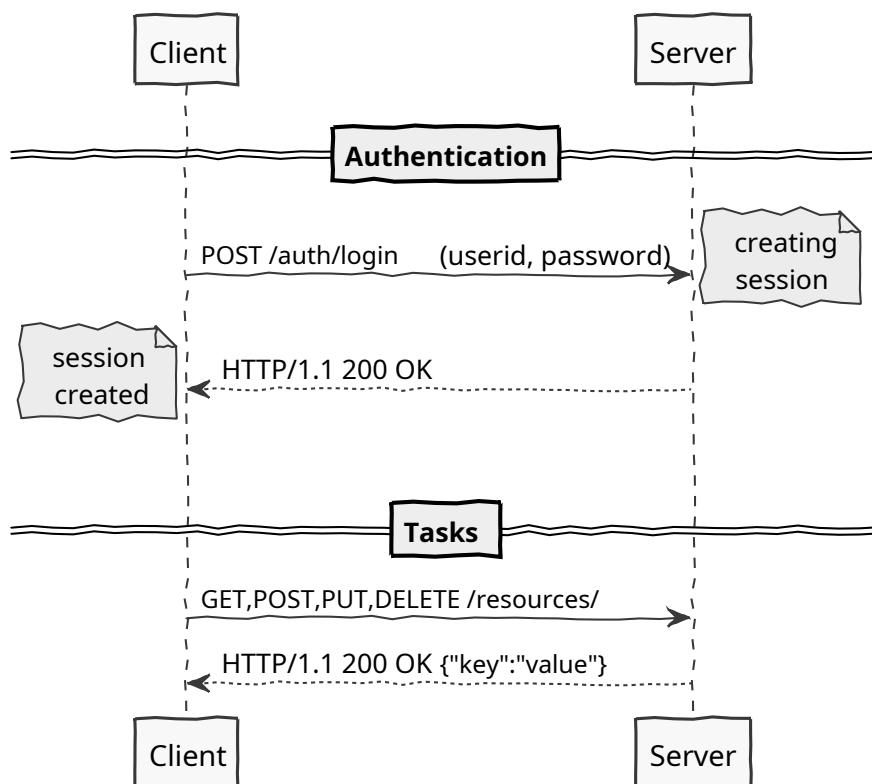 Client
Server
Authentication
POST /auth/login (userid, password)
creating
session
session
created
HTTP/1.1 200 OK
Tasks
GET,POST,PUT,DELETE /resources/
HTTP/1.1 200 OK {"key":"value"}
Client
Server